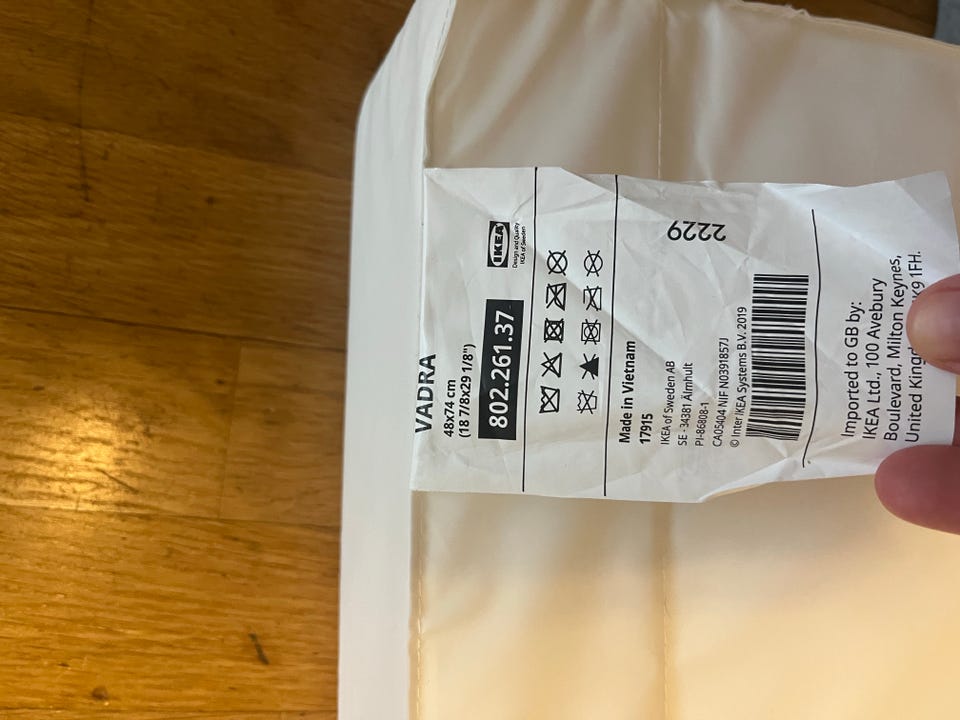 VADRA
48x74 cm
(18 7/8x29 1/8")
802.261.37
IKEA
Design and Quality
IKEA of Sweden
Made in Vietnam
17915
IKEA of Sweden AB
SE - 34381 Älmhult
PI-86808-1
CA05404 NIF N0391857J
© Inter IKEA Systems B.V. 2019
2229
Imported to GB by:
IKEA Ltd., 100 Avebury
Boulevard, Milton Keynes,
United 1FH.